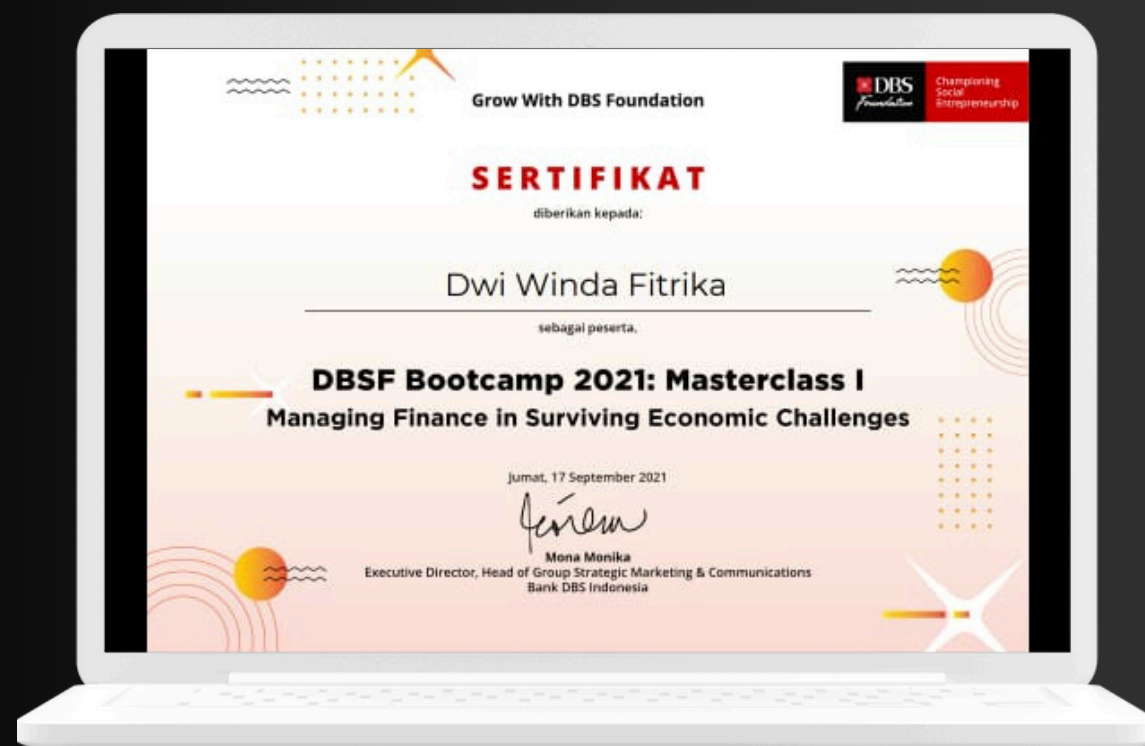 Grow With DBS Foundation
DBS
Foundation
Championing
Social
Entrepreneurship
SERTIFIKAT
diberikan kepada:
Dwi Winda Fitrika
sebagai peserta.
DBSF Bootcamp 2021: Masterclass I
Managing Finance in Surviving Economic Challenges
Jumat, 17 September 2021
Mona Monika
Executive Director, Head of Group Strategic Marketing & Communications
Bank DBS Indonesia